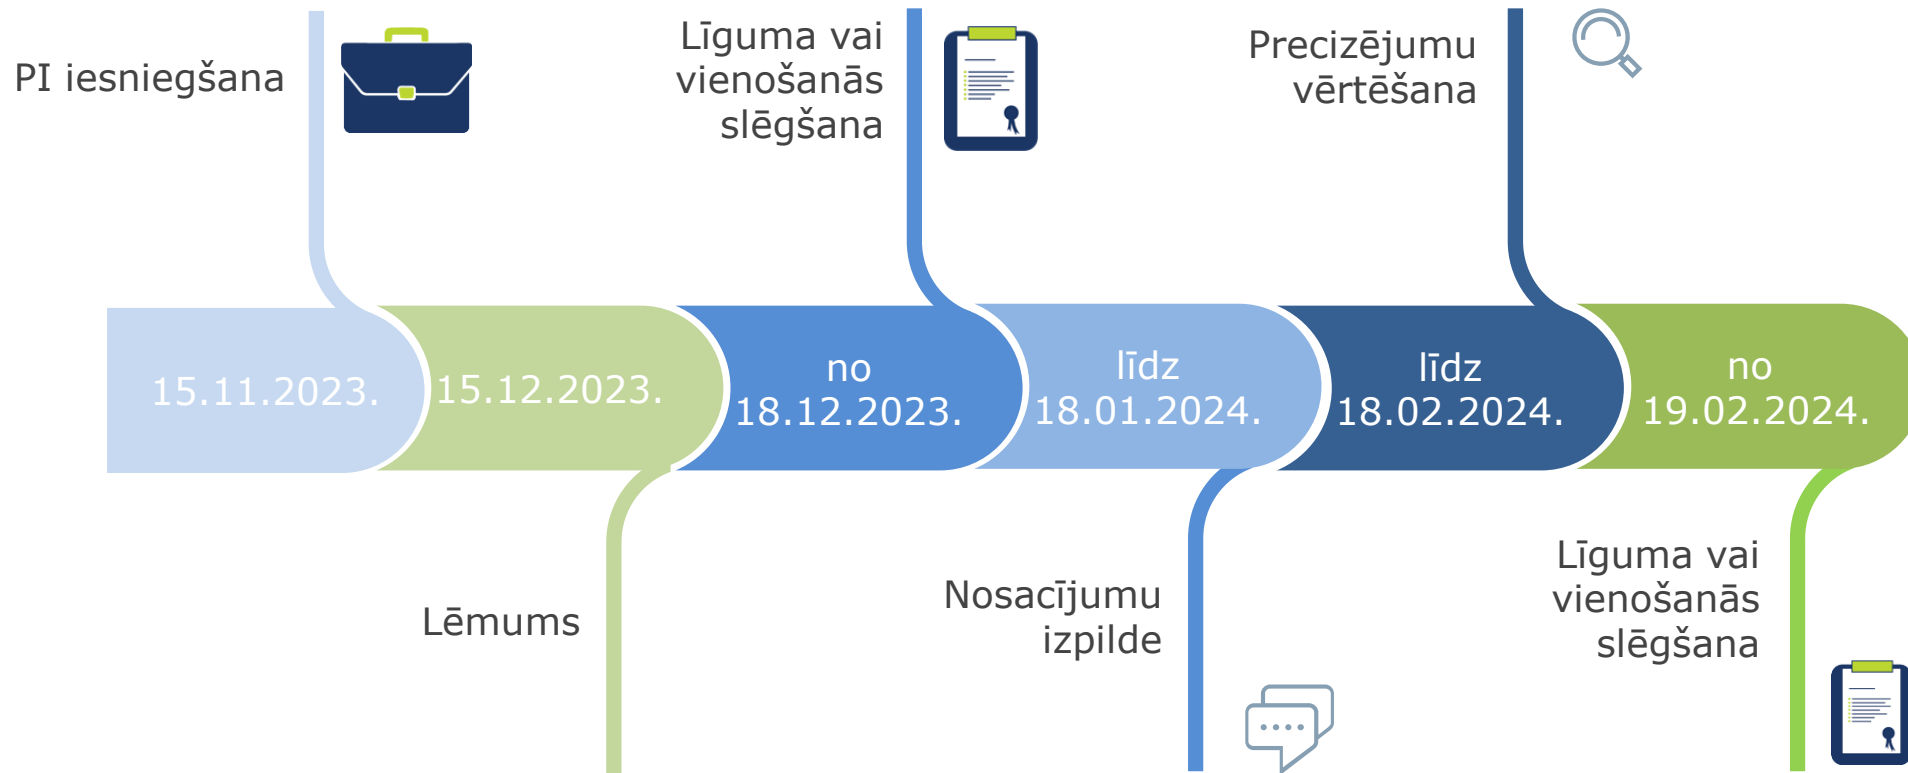 PI iesniegšana
Līguma vai
vienošanās
slēgšana
Precizējumu
vērtēšana
15.11.2023.
15.12.2023.
no
18.12.2023.
līdz
18.01.2024.
līdz
18.02.2024.
no
19.02.2024.
Lēmums
Nosacījumu
izpilde
Līguma vai
vienošanās
slēgšana